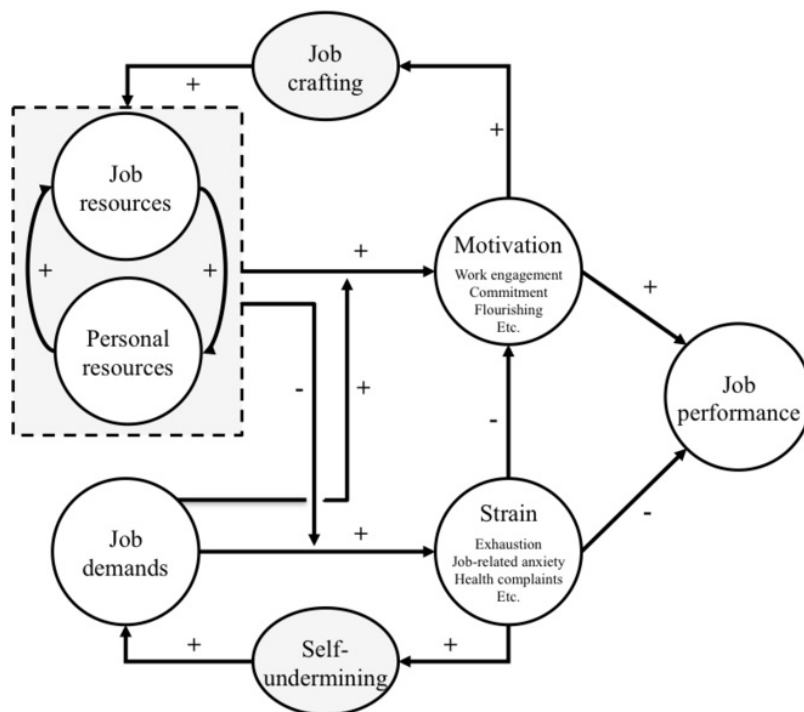 Job
crafting
+
+
Job
resources
+
+
Personal
resources
+
-
+
Motivation
Work engagement
Commitment
Flourishing
Etc.
+
Job
performance
-
-
Job
demands
+
Strain
Exhaustion
Job-related anxiety
Health complaints
Etc.
+
Self-
undermining
+